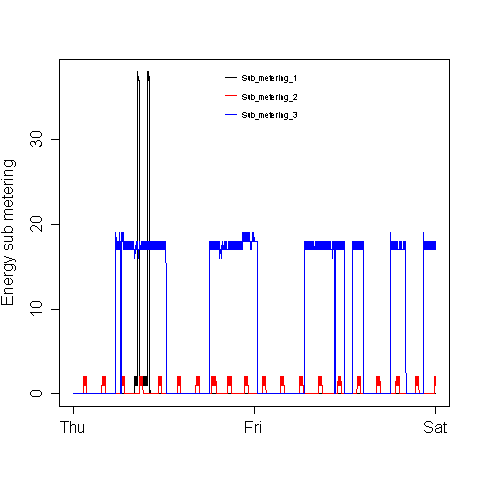 Sub_metering_1
Sub_metering_2
Sub_metering_3
Energy sub metering
30
20
10
0
Thu Fri Sat